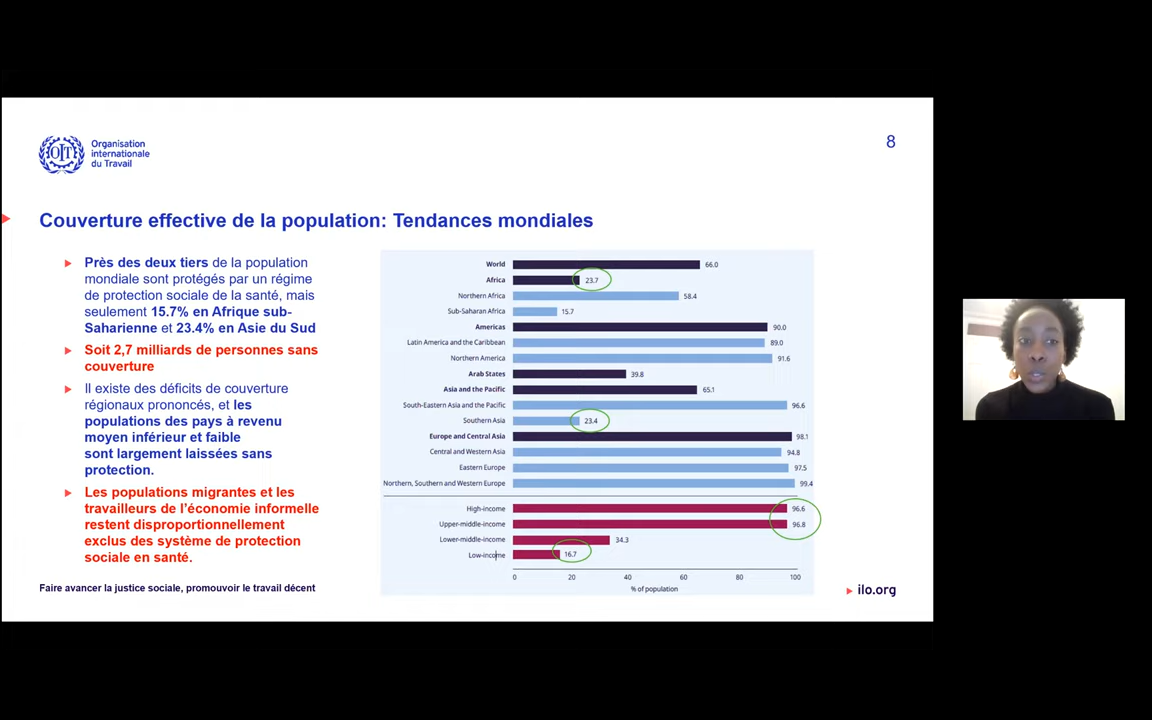 OIT
Organisation
internationale
du Travail
8
Couverture effective de la population: Tendances mondiales
Près des deux tiers de la population
mondiale sont protégés par un régime
de protection sociale de la santé, mais
seulement 15.7% en Afrique sub-
Saharienne et 23.4% en Asie du Sud
Soit 2,7 milliards de personnes sans
couverture
Il existe des déficits de couverture
régionaux prononcés, et les
populations des pays à revenu
moyen inférieur et faible
sont largement laissées sans
protection.
Les populations migrantes et les
travailleurs de l'économie informelle
restent disproportionnellement
exclus des système de protection
sociale en santé.
World 66.0
Africa 23.7
Northern Africa 58.4
Sub-Saharan Africa 15.7
Americas 90.0
Latin America and the Caribbean 89.0
Northern America 91.6
Arab States 39.8
Asia and the Pacific 65.1
South-Eastern Asia and the Pacific 96.6
Southern Asia 23.4
Europe and Central Asia 98.1
Central and Western Asia 94.8
Eastern Europe 97.5
Northern, Southern and Western Europe 99.4
High-income 96.6
Upper-middle-income 96.8
Lower-middle-income 34.3
Low-income 16.7
0 20 40 60 80 100
% of population
Faire avancer la justice sociale, promouvoir le travail décent
ilo.org